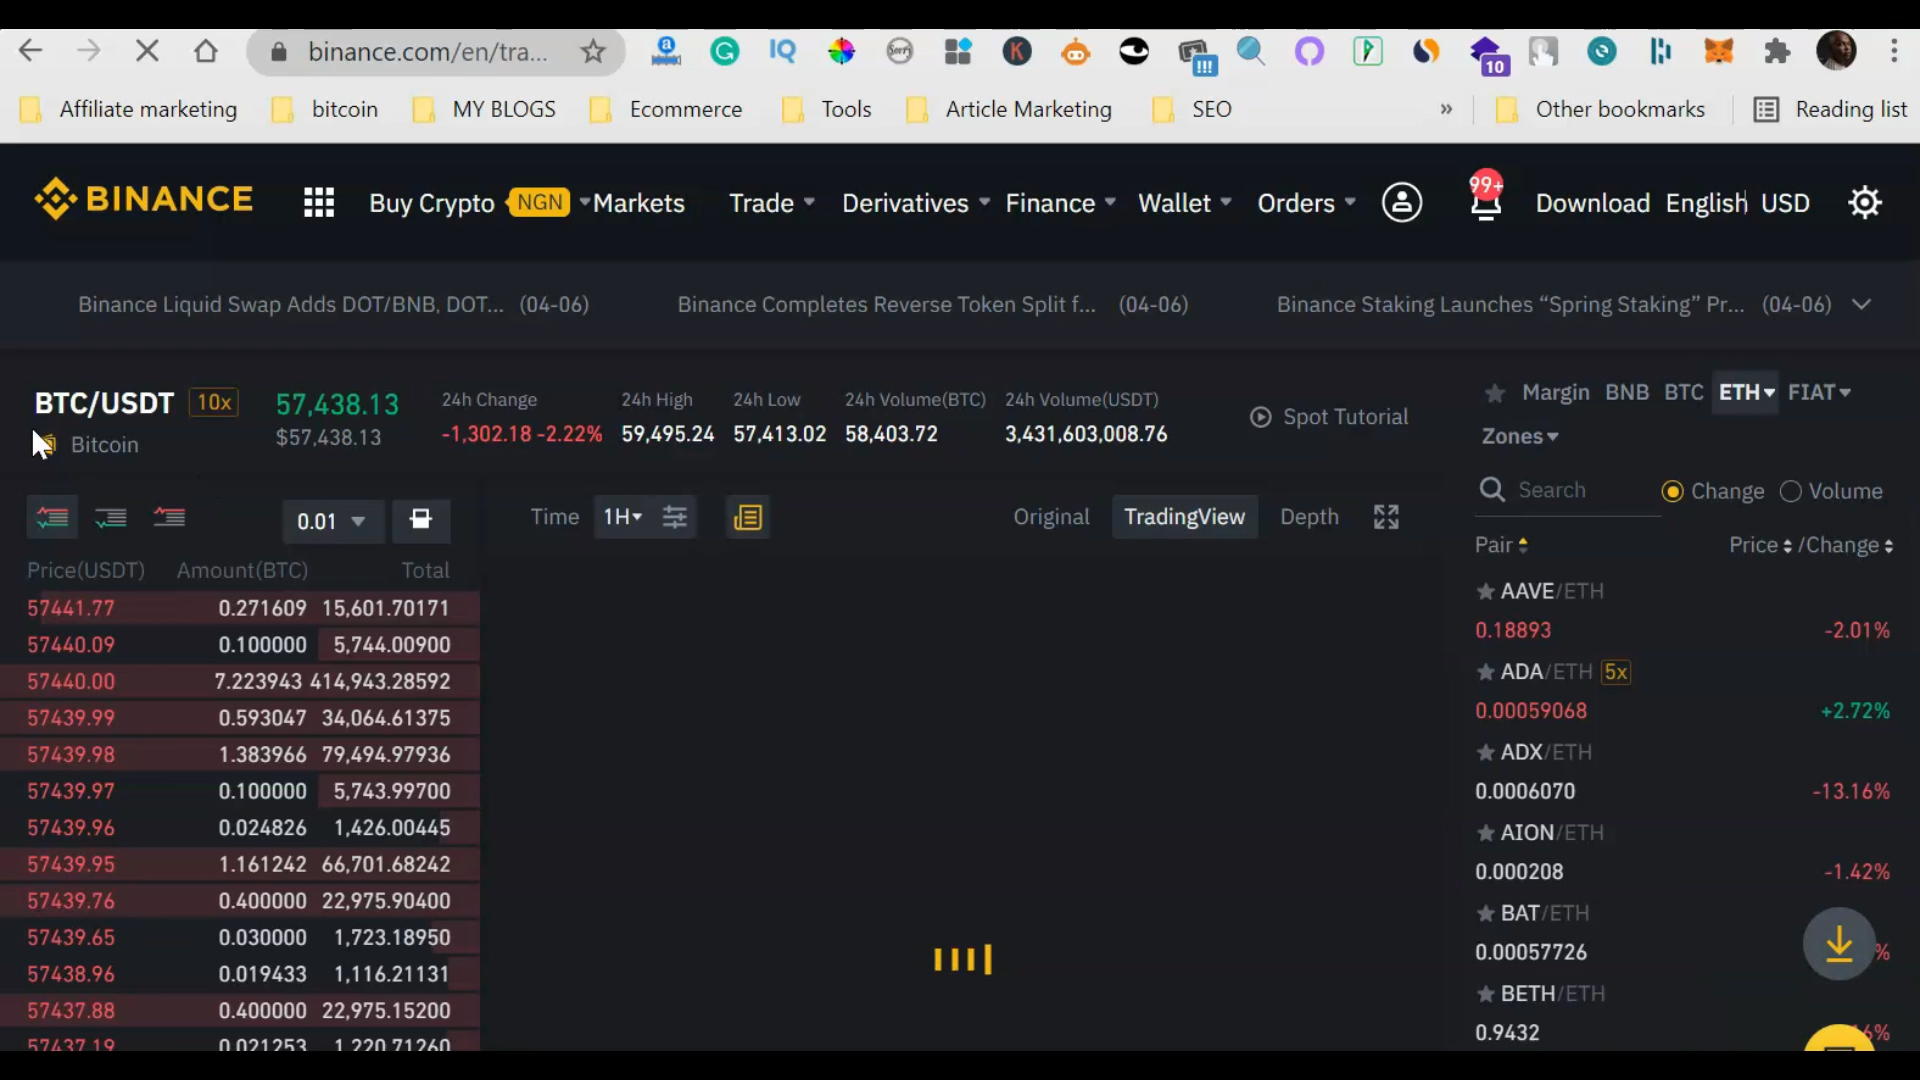 binance.com/en/tra...
a
IQ
Sorry
K
!!!
10
Affiliate marketing bitcoin MY BLOGS Ecommerce Tools Article Marketing SEO » Other bookmarks Reading list
BINANCE Buy Crypto NGN Markets Trade Derivatives Finance Wallet Orders 99+ Download English USD
Binance Liquid Swap Adds DOT/BNB, DOT... (04-06) Binance Completes Reverse Token Split f... (04-06) Binance Staking Launches “Spring Staking” Pr... (04-06)
BTC/USDT 10x 57,438.13 24h Change 24h High 24h Low 24h Volume(BTC) 24h Volume(USDT)
Bitcoin $57,438.13 -1,302.18 -2.22% 59,495.24 57,413.02 58,403.72 3,431,603,008.76
Spot Tutorial
Margin BNB BTC ETH FIAT
Zones
Search Change Volume
0.01 Time 1H Original TradingView Depth
Pair Price /Change
Price(USDT) Amount(BTC) Total
57441.77 0.271609 15,601.70171
57440.09 0.100000 5,744.00900
57440.00 7.223943 414,943.28592
57439.99 0.593047 34,064.61375
57439.98 1.383966 79,494.97936
57439.97 0.100000 5,743.99700
57439.96 0.024826 1,426.00445
57439.95 1.161242 66,701.68242
57439.76 0.400000 22,975.90400
57439.65 0.030000 1,723.18950
57438.96 0.019433 1,116.21131
57437.88 0.400000 22,975.15200
57437.19 0.021253 1,220.71260
AAVE/ETH
0.18893 -2.01%
ADA/ETH 5x
0.00059068 +2.72%
ADX/ETH
0.0006070 -13.16%
AION/ETH
0.000208 -1.42%
BAT/ETH
0.00057726 %
BETH/ETH
0.9432 6%